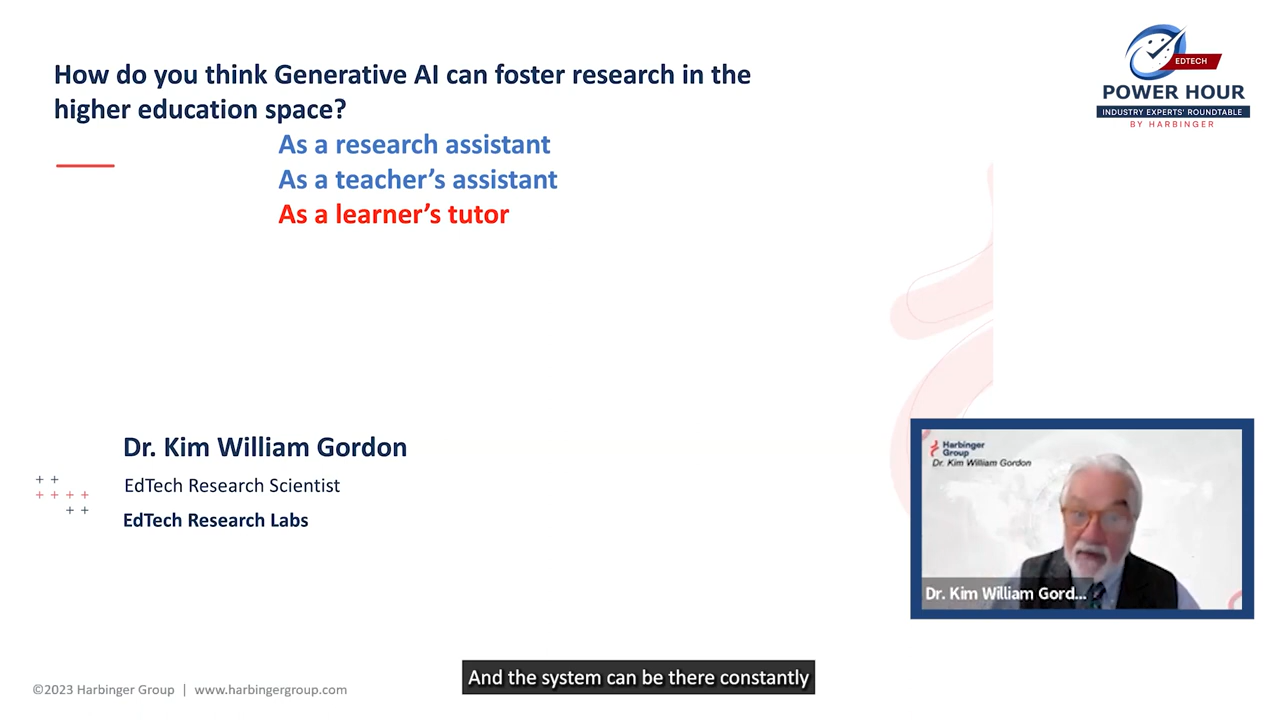 How do you think Generative AI can foster research in the
higher education space?
As a research assistant
As a teacher's assistant
As a learner's tutor
EDTECH
POWER HOUR
INDUSTRY EXPERTS' ROUNDTABLE
BY HARBINGER
Dr. Kim William Gordon
EdTech Research Scientist
EdTech Research Labs
Harbinger
Group
Dr. Kim William Gordon
Dr. Kim William Gord...
And the system can be there constantly
©2023 Harbinger Group | www.harbingergroup.com